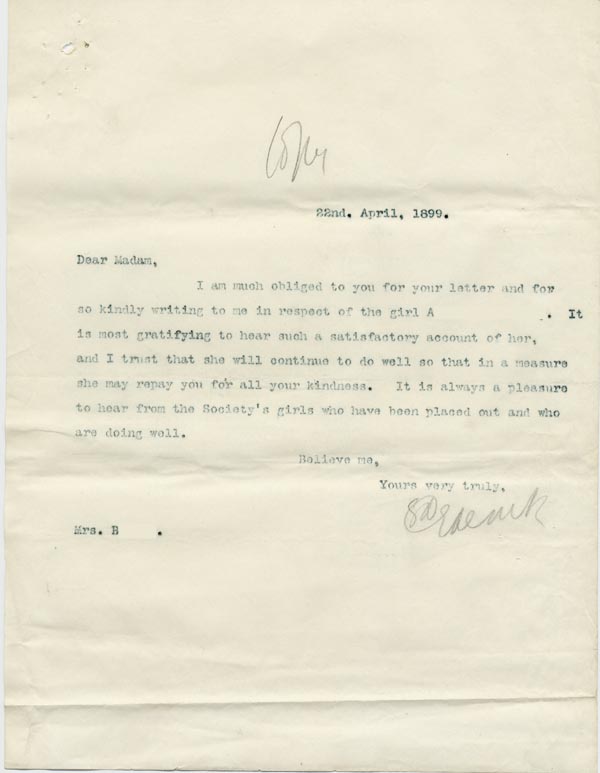 Copy
22nd. April, 1899.
Dear Madam,
I am much obliged to you for your letter and for
so kindly writing to me in respect of the girl A . It
is most gratifying to hear such a satisfactory account of her,
and I trust that she will continue to do well so that in a measure
she may repay you for all your kindness. It is always a pleasure
to hear from the Society's girls who have been placed out and who
are doing well.
Believe me,
Yours very truly,
Mrs. B .